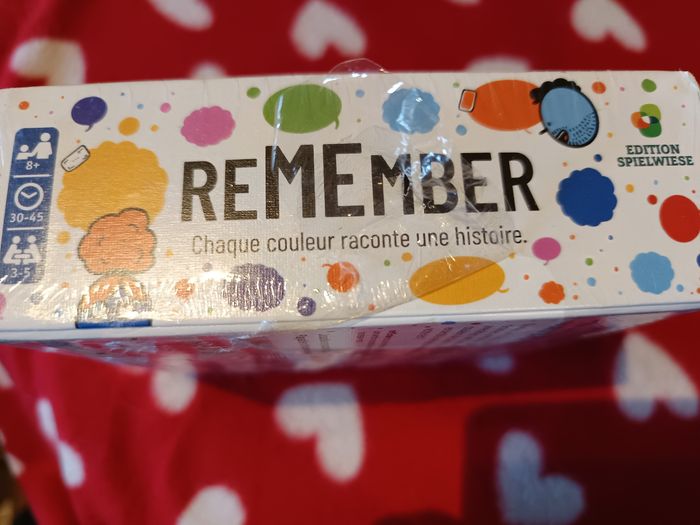 8+
30-45
3-5
REMEMBER
Chaque couleur raconte une histoire.
EDITION
SPIELWIESE